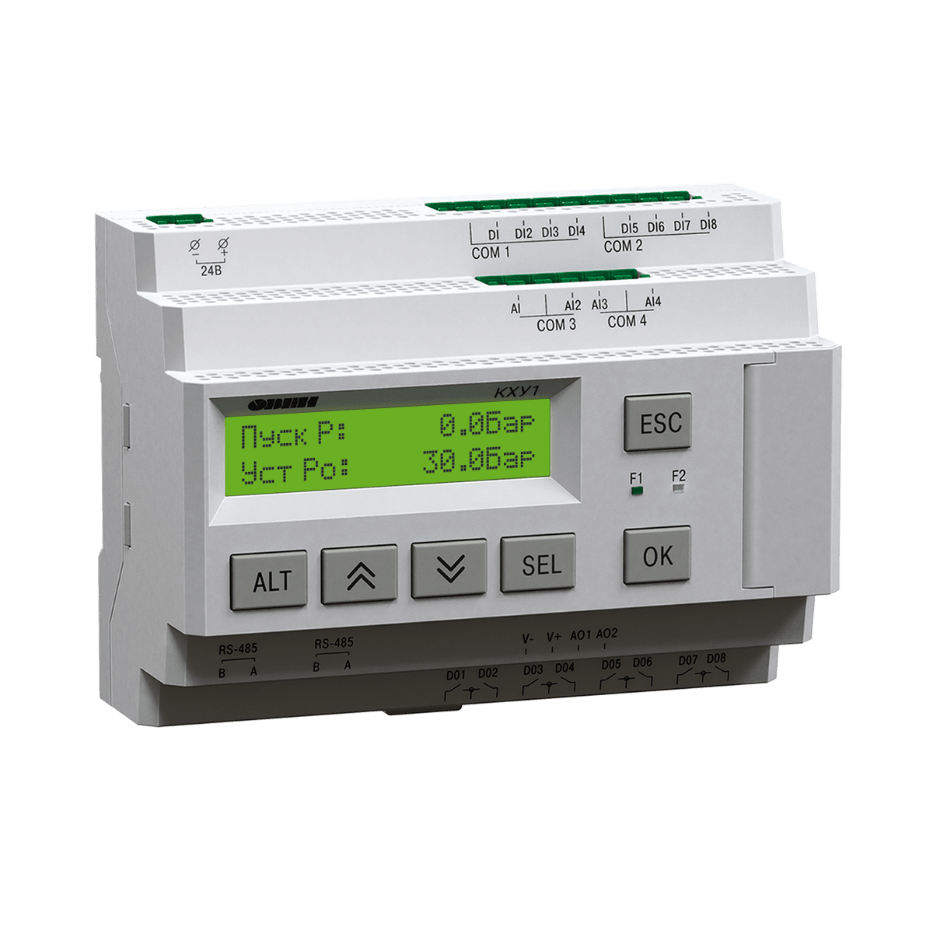 DI DI2 DI3 DI4 DI5 DI6 DI7 DI8
COM 1 COM 2
- +
24В
AI AI2 AI3 AI4
COM 3 COM 4
ОВЕН КХУ1
Пуск P: 0.0Бар
Уст Po: 30.0Бар
ESC
F1 F2
ALT SEL OK
RS-485 RS-485
B A B A
V- V+ AO1 AO2
DO1 DO2 DO3 DO4 DO5 DO6 DO7 DO8